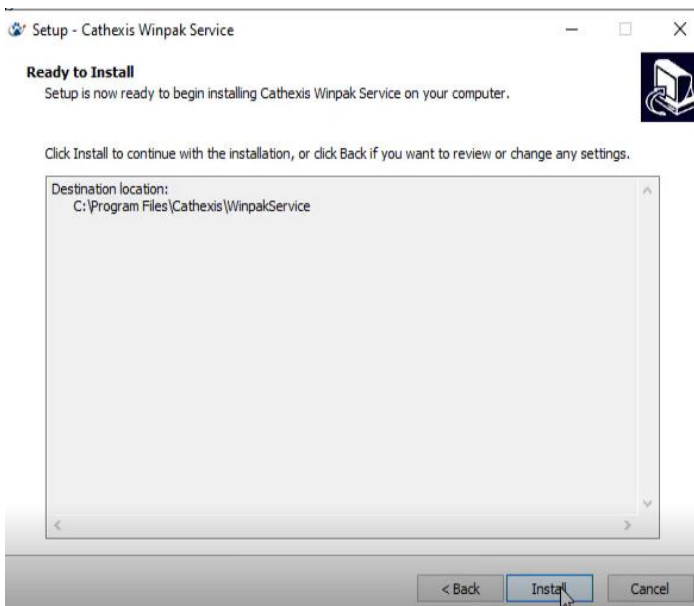 Setup - Cathexis Winpak Service
Ready to Install
Setup is now ready to begin installing Cathexis Winpak Service on your computer.
Click Install to continue with the installation, or click Back if you want to review or change any settings.
Destination location:
C:\Program Files\Cathexis\WinpakService
< Back Install Cancel